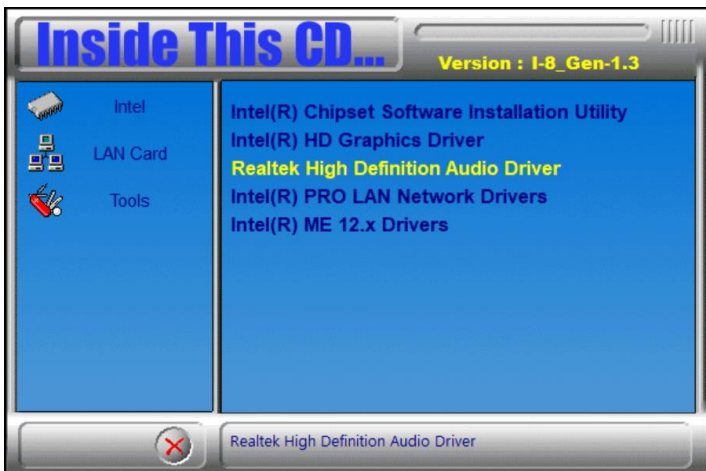 Inside This CD...
Version : I-8_Gen-1.3
Intel
LAN Card
Tools
Intel(R) Chipset Software Installation Utility
Intel(R) HD Graphics Driver
Realtek High Definition Audio Driver
Intel(R) PRO LAN Network Drivers
Intel(R) ME 12.x Drivers
Realtek High Definition Audio Driver